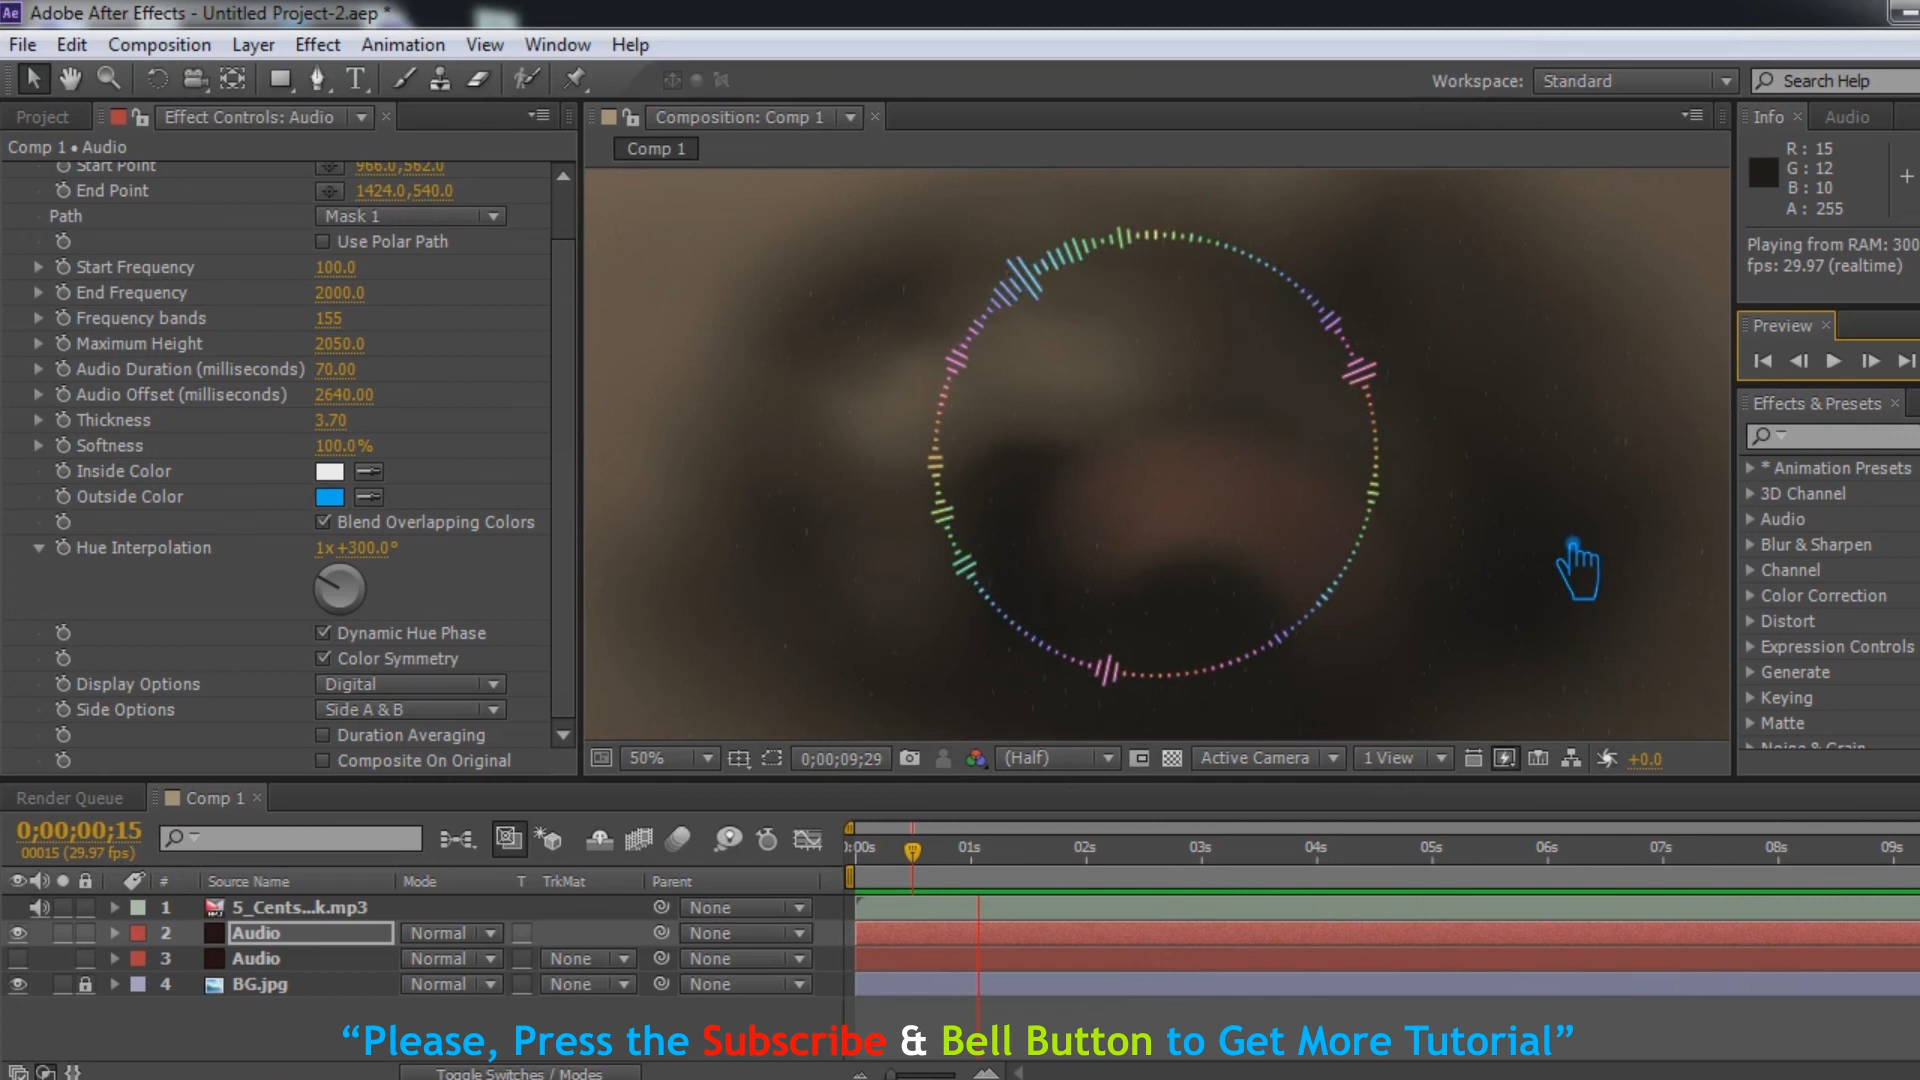 Ae Adobe After Effects - Untitled Project-2.aep *
File Edit Composition Layer Effect Animation View Window Help
Workspace: Standard Search Help
Project Effect Controls: Audio
Comp 1 • Audio
Start Point 966.0,562.0
End Point 1424.0,540.0
Path Mask 1
Use Polar Path
Start Frequency 100.0
End Frequency 2000.0
Frequency bands 155
Maximum Height 2050.0
Audio Duration (milliseconds) 70.00
Audio Offset (milliseconds) 2640.00
Thickness 3.70
Softness 100.0%
Inside Color
Outside Color
Blend Overlapping Colors
Hue Interpolation 1x+300.0°
Dynamic Hue Phase
Color Symmetry
Display Options Digital
Side Options Side A & B
Duration Averaging
Composite On Original
Composition: Comp 1
Comp 1
50% 0;00;09;29 (Half) Active Camera 1 View +0.0
Info Audio
R : 15
G : 12
B : 10
A : 255
Playing from RAM: 300
fps: 29.97 (realtime)
Preview
Effects & Presets
* Animation Presets
3D Channel
Audio
Blur & Sharpen
Channel
Color Correction
Distort
Expression Controls
Generate
Keying
Matte
Noise & Grain
Render Queue Comp 1
0;00;00;15
00015 (29.97 fps)
01s 02s 03s 04s 05s 06s 07s 08s 09s
# Source Name Mode T TrkMat Parent
1 5_Cents...k.mp3 None
2 Audio Normal None
3 Audio Normal None None
4 BG.jpg Normal None None
“Please, Press the Subscribe & Bell Button to Get More Tutorial”
Toggle Switches / Modes